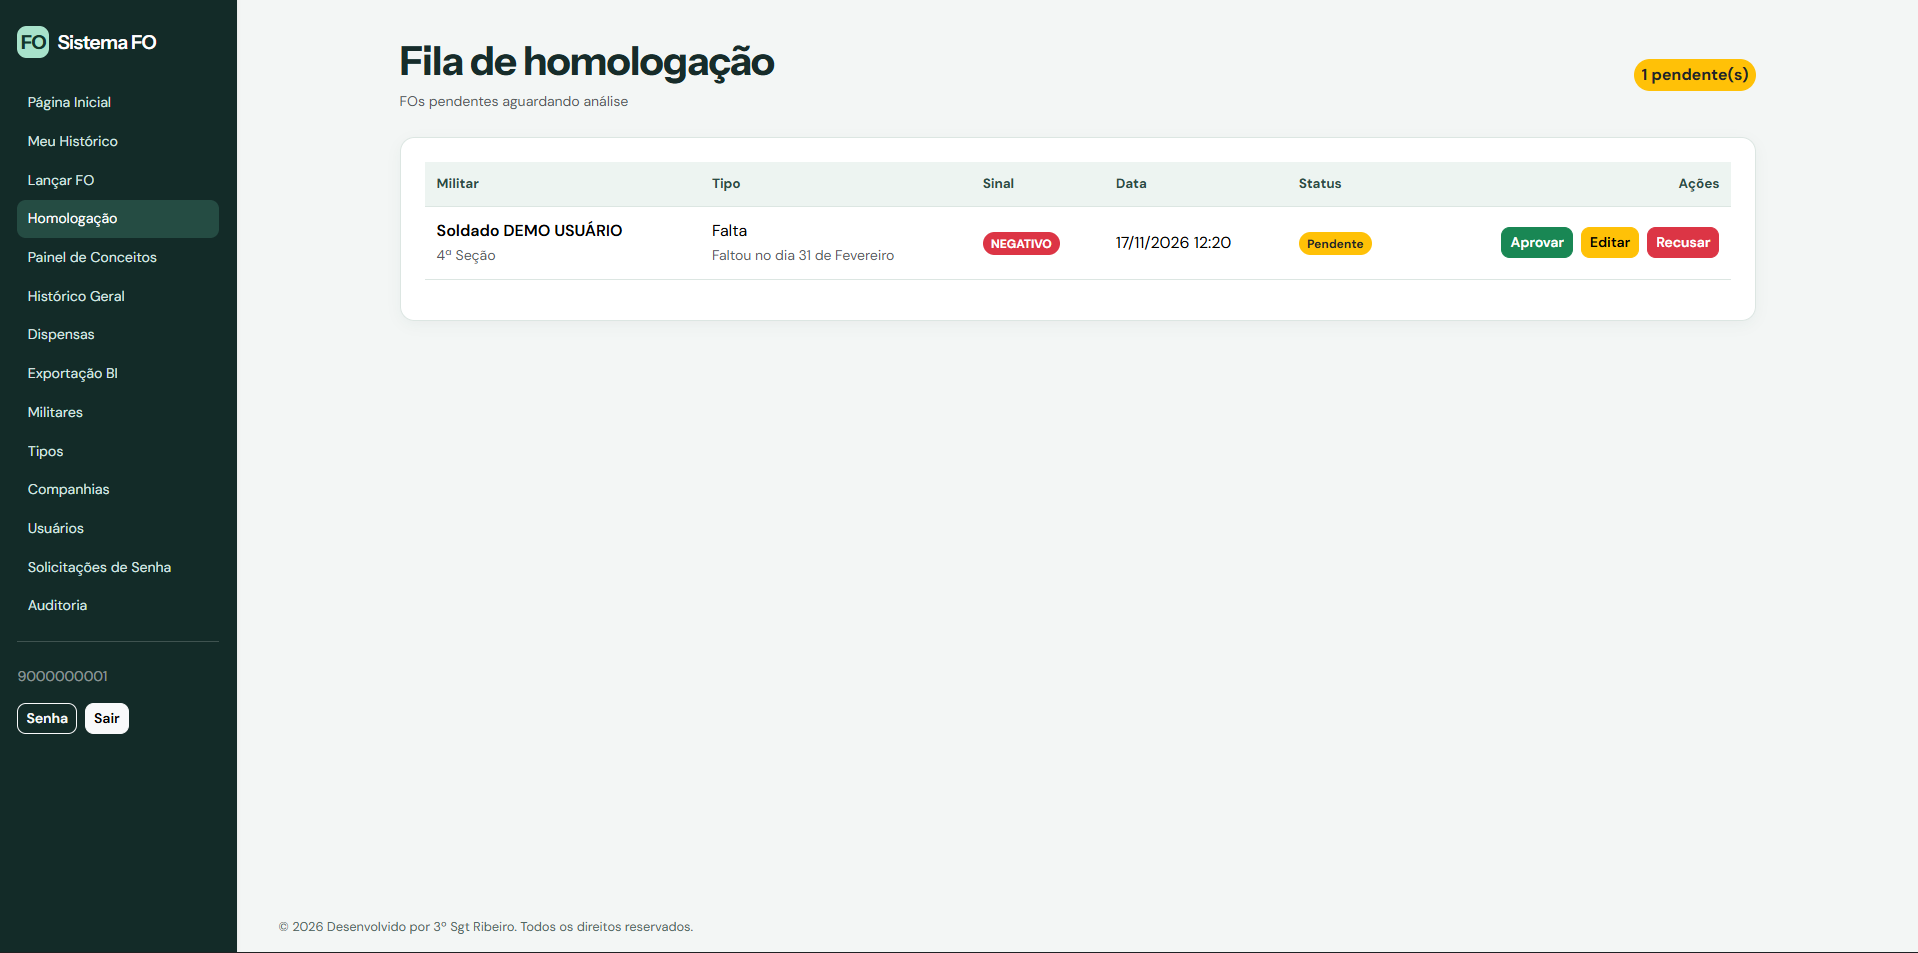 FO Sistema FO
Página Inicial
Meu Histórico
Lançar FO
Homologação
Painel de Conceitos
Histórico Geral
Dispensas
Exportação BI
Militares
Tipos
Companhias
Usuários
Solicitações de Senha
Auditoria
9000000001
Senha Sair
Fila de homologação
FOs pendentes aguardando análise
1 pendente(s)
Militar Tipo Sinal Data Status Ações
Soldado DEMO USUÁRIO Falta
4ª Seção Faltou no dia 31 de Fevereiro
NEGATIVO 17/11/2026 12:20 Pendente Aprovar Editar Recusar
© 2026 Desenvolvido por 3º Sgt Ribeiro. Todos os direitos reservados.